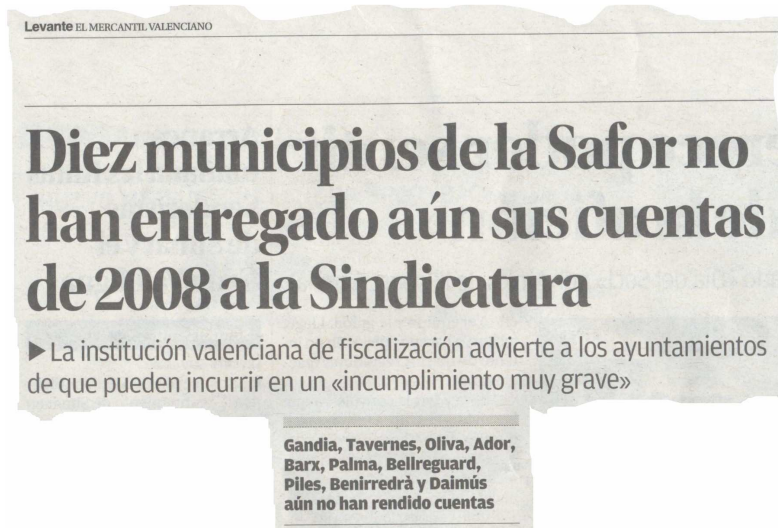 Levante EL MERCANTIL VALENCIANO
Diez municipios de la Safor no
han entregado aún sus cuentas
de 2008 a la Sindicatura
▶ La institución valenciana de fiscalización advierte a los ayuntamientos
de que pueden incurrir en un «incumplimiento muy grave»
Gandia, Tavernes, Oliva, Ador,
Barx, Palma, Bellreguard,
Piles, Benirredrà y Daimús
aún no han rendido cuentas